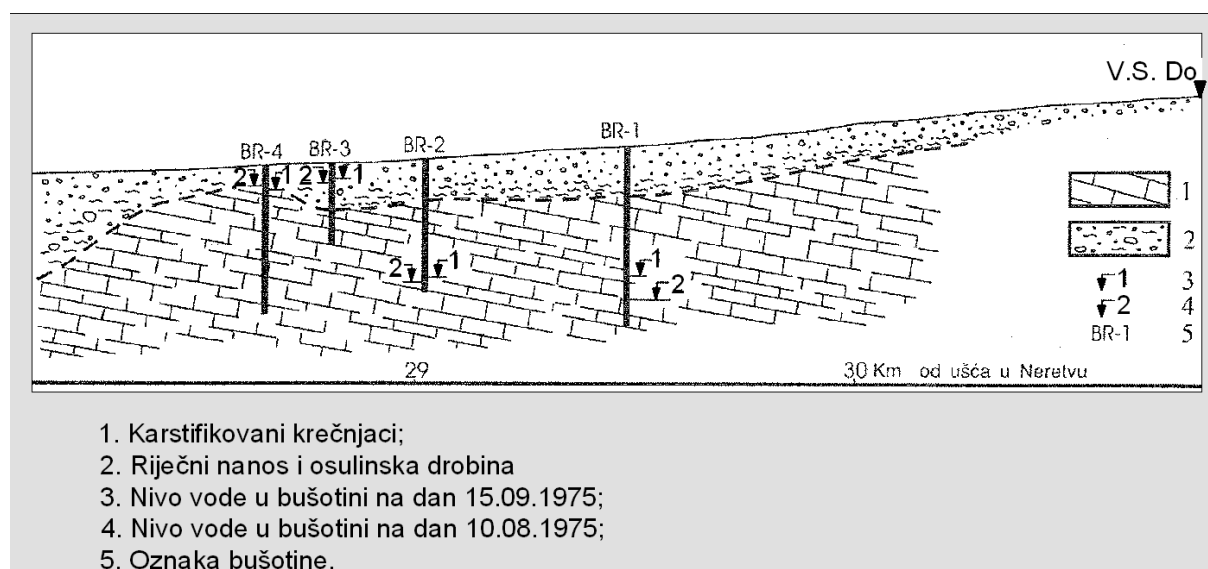 V.S. Do
BR-4 BR-3 BR-2 BR-1
2 1 2 1
2 1
1
2
1
2
1 3
2 4
BR-1 5
29 30 Km od ušća u Neretvu
1. Karstifikovani krečnjaci;
2. Riječni nanos i osulinska drobina
3. Nivo vode u bušotini na dan 15.09.1975;
4. Nivo vode u bušotini na dan 10.08.1975;
5. Oznaka bušotine.